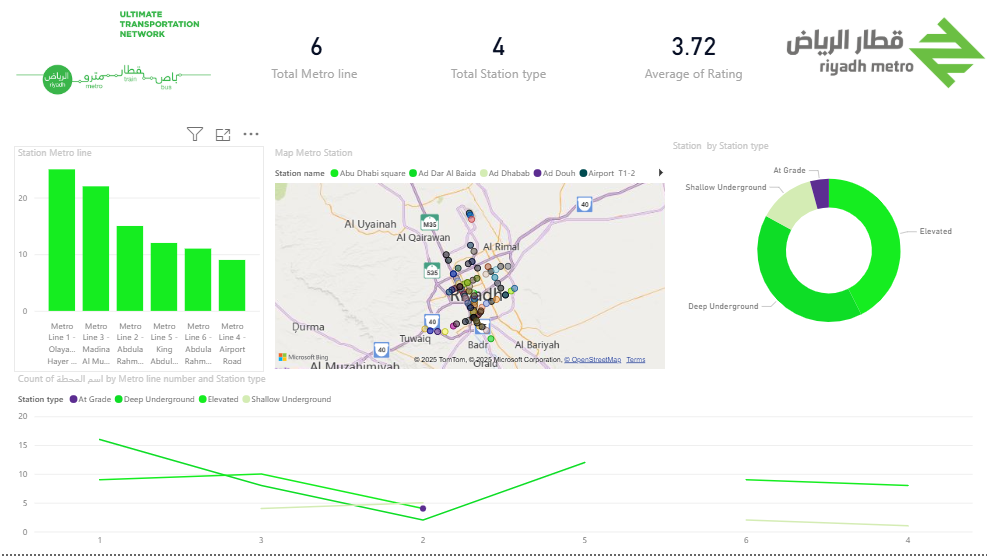 ULTIMATE
TRANSPORTATION
NETWORK
الرياض
riyadh
مترو
metro
قطار
train
باص
bus
6
Total Metro line
4
Total Station type
3.72
Average of Rating
قطار الرياض
riyadh metro
Station Metro line
20
10
0
Metro Line 1 - Olaya... Hayer ...
Metro Line 3 - Madina Al Mu...
Metro Line 2 - Abdula Rahm...
Metro Line 5 - King Abdul...
Metro Line 6 - Abdula Rahm...
Metro Line 4 - Airport Road
Map Metro Station
Station name Abu Dhabi square Ad Dar Al Baida Ad Dhabab Ad Douh Airport T1-2
40
M35
Al Uyainah
Al Qairawan
Al Rimal
535
Riyadh
Durma
40
Tuwaiq
Badr
Al Bariyah
40
Al Muzahimiyah
Oraid
Microsoft Bing
© 2025 TomTom, © 2025 Microsoft Corporation, © OpenStreetMap Terms
Station by Station type
At Grade
Shallow Underground
Elevated
Deep Underground
Count of اسم المحطة by Metro line number and Station type
Station type At Grade Deep Underground Elevated Shallow Underground
20
15
10
5
0
1 3 2 5 6 4